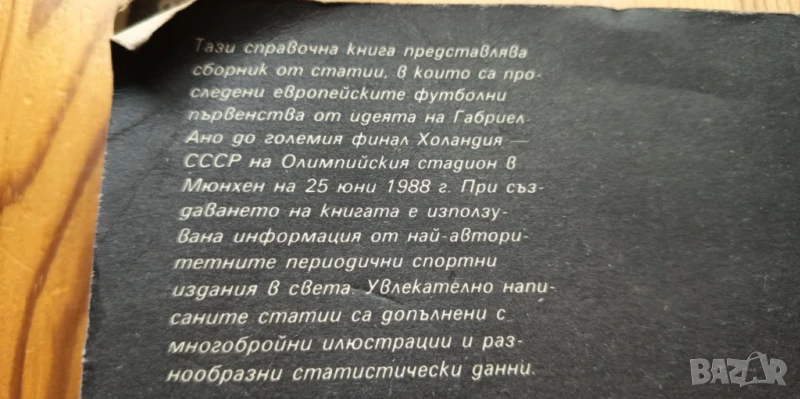 Тази справочна книга представлява
сборник от статии, в които са про-
следени европейските футболни
първенства от идеята на Габриел
Ано до големия финал Холандия —
СССР на Олимпийския стадион в
Мюнхен на 25 юни 1988 г. При съз-
даването на книгата е използу-
вана информация от най-автори-
тетните периодични спортни
издания в света. Увлекателно напи-
саните статии са допълнени с
многобройни илюстрации и раз-
нообразни статистически данни.
BAZAR